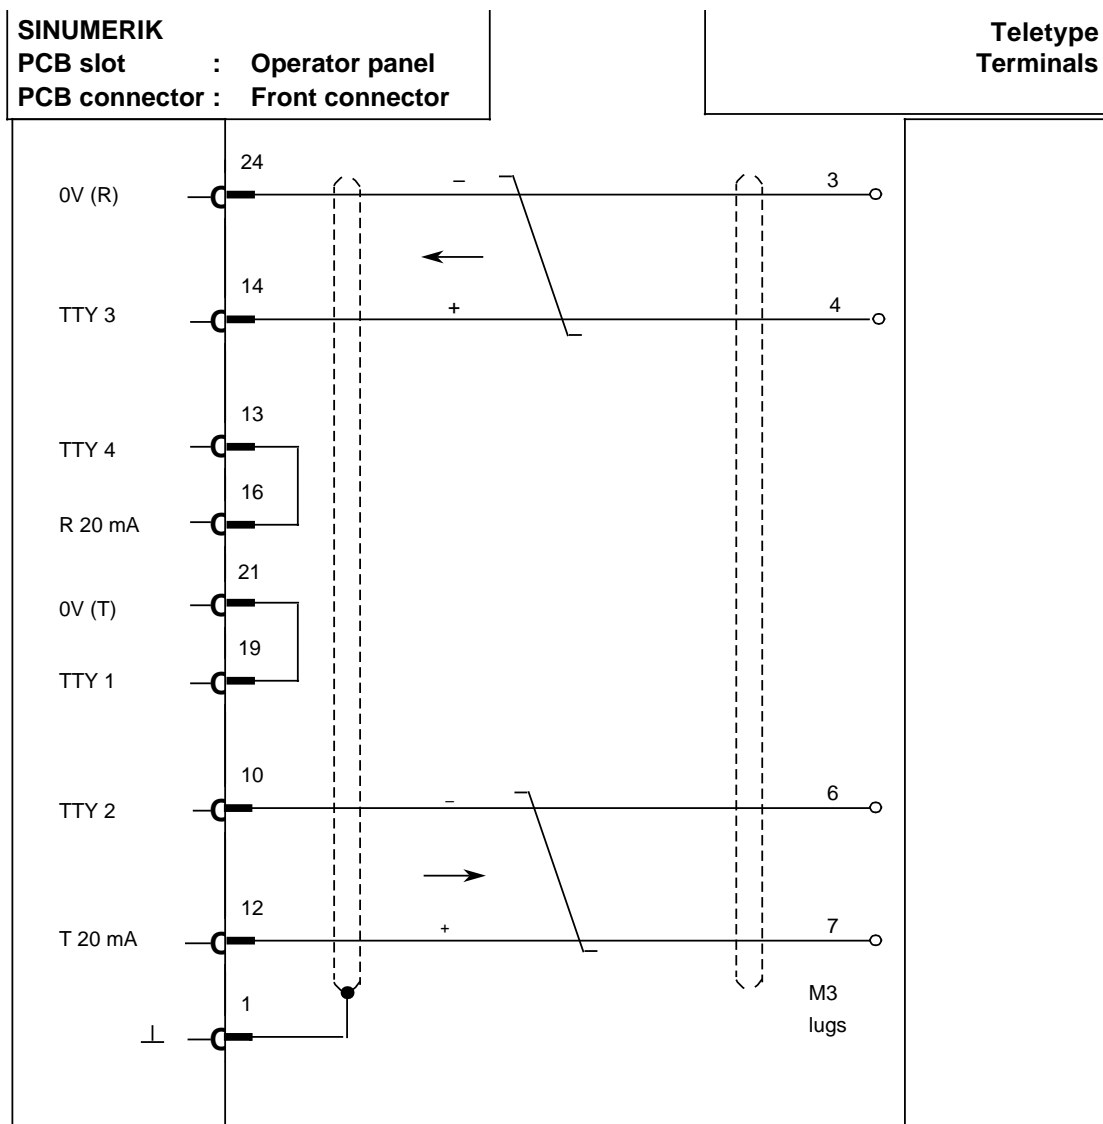 SINUMERIK
PCB slot : Operator panel
PCB connector : Front connector
Teletype
Terminals
24
0V (R) – 3
14
TTY 3 + 4
13
TTY 4
16
R 20 mA
21
0V (T)
19
TTY 1
10
TTY 2 – 6
12
T 20 mA + 7
1
M3
lugs